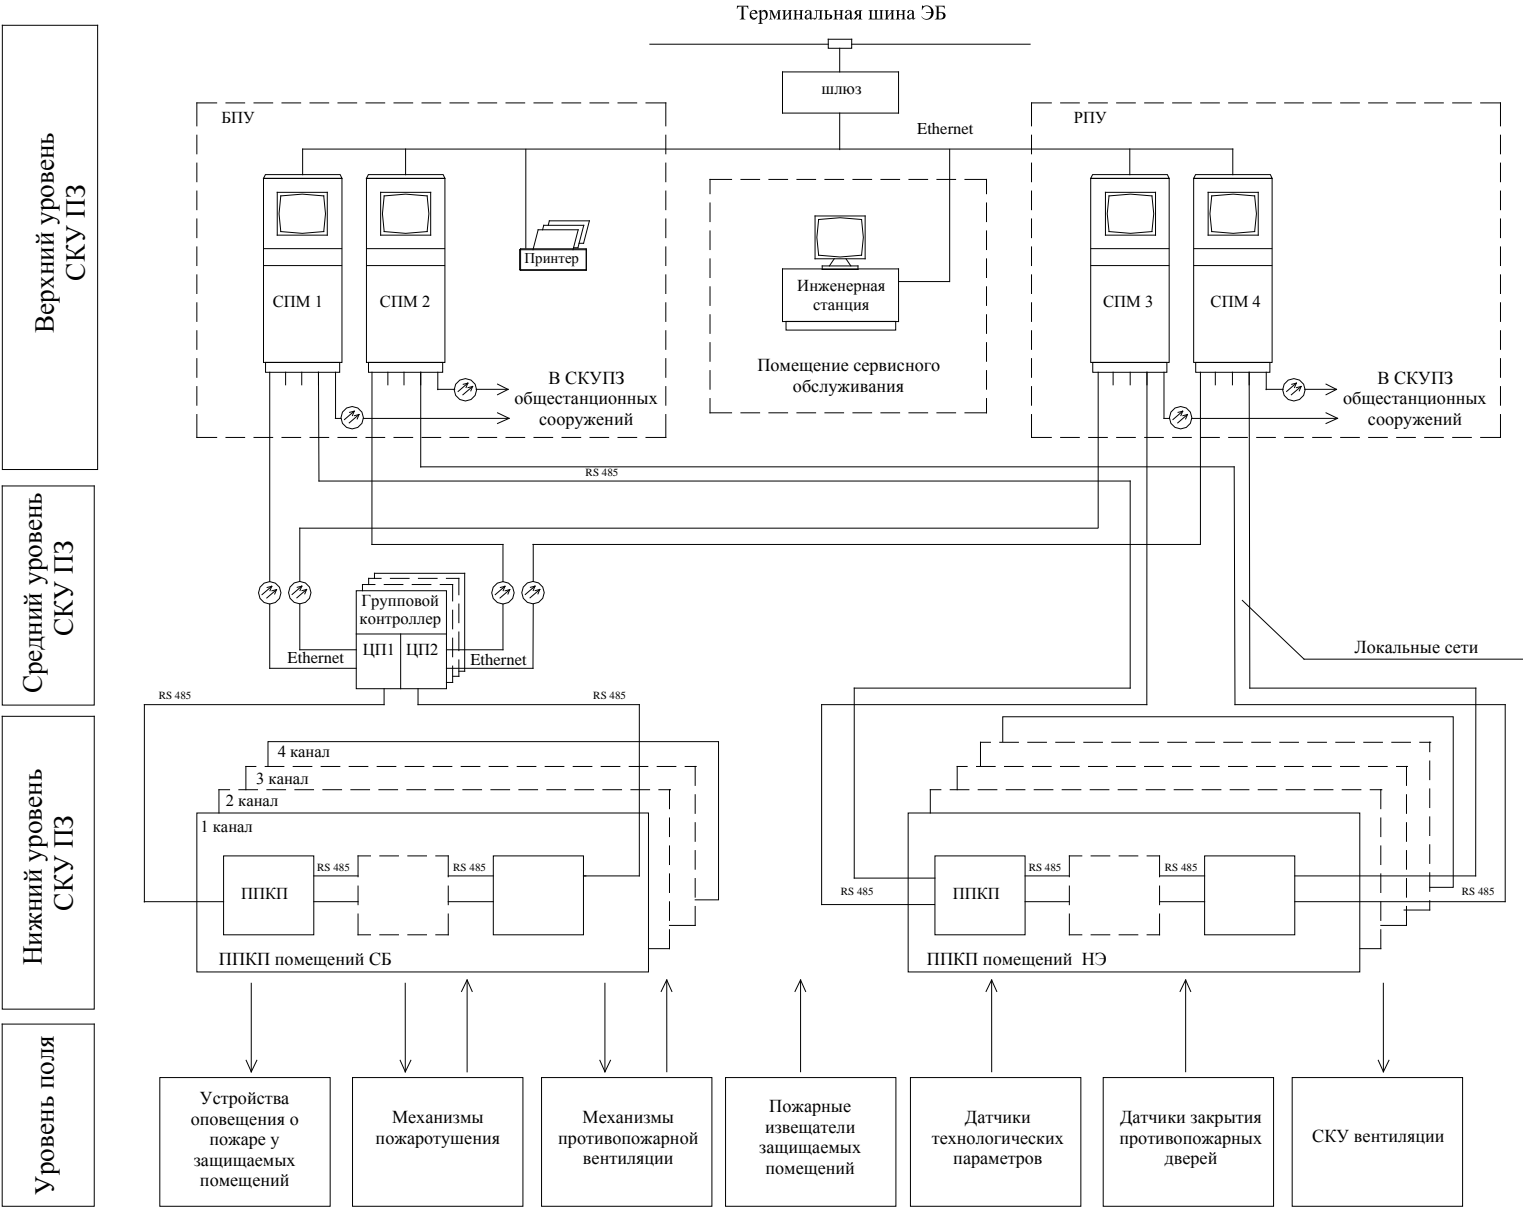 Терминальная шина ЭБ
шлюз
Ethernet
БПУ
РПУ
Верхний уровень
СКУ ПЗ
СПМ 1
СПМ 2
Принтер
Инженерная
станция
Помещение сервисного
обслуживания
СПМ 3
СПМ 4
В СКУПЗ
общестанционных
сооружений
В СКУПЗ
общестанционных
сооружений
RS 485
Средний уровень
СКУ ПЗ
Групповой
контроллер
ЦП1
ЦП2
Ethernet
Ethernet
Локальные сети
RS 485
RS 485
Нижний уровень
СКУ ПЗ
4 канал
3 канал
2 канал
1 канал
ППКП
RS 485
RS 485
ППКП помещений СБ
RS 485
ППКП
RS 485
RS 485
RS 485
ППКП помещений НЭ
Уровень поля
Устройства
оповещения о
пожаре у
защищаемых
помещений
Механизмы
пожаротушения
Механизмы
противопожарной
вентиляции
Пожарные
извещатели
защищаемых
помещений
Датчики
технологических
параметров
Датчики закрытия
противопожарных
дверей
СКУ вентиляции